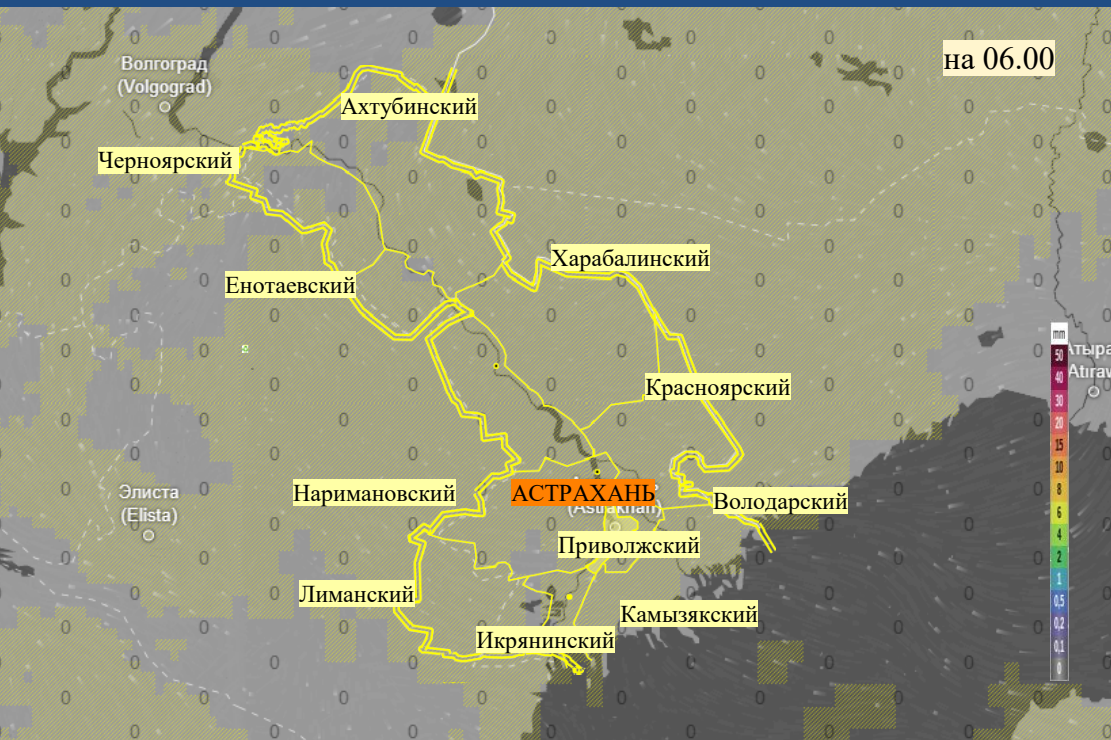 на 06.00
Волгоград
(Volgograd)
Ахтубинский
Черноярский
Харабалинский
Енотаевский
mm
50
40
30
20
15
10
8
6
4
2
1
0,5
0,2
0,1
0
Атыра
Atıraw
Красноярский
Элиста
(Elista)
Наримановский
АСТРАХАНЬ
(Astrakhan)
Володарский
Приволжский
Лиманский
Камызякский
Икрянинский